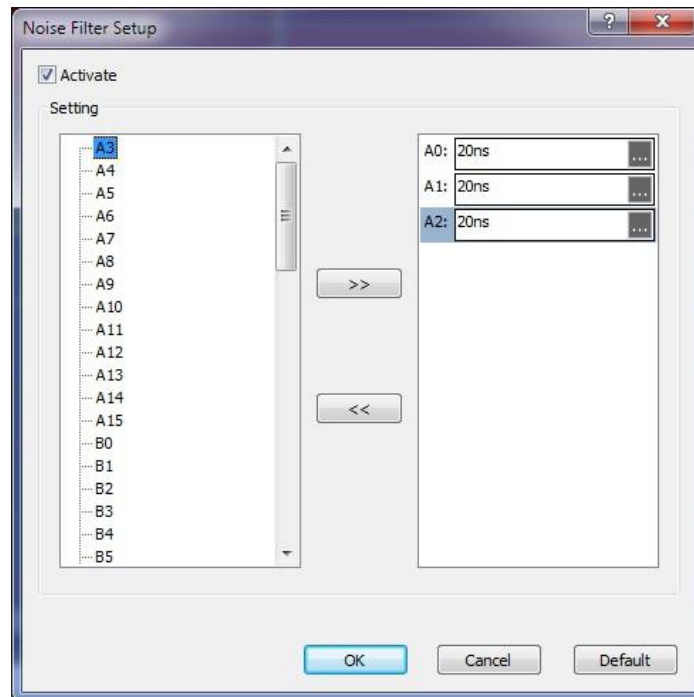 Noise Filter Setup
Activate
Setting
A3
A4
A5
A6
A7
A8
A9
A10
A11
A12
A13
A14
A15
B0
B1
B2
B3
B4
B5
>>
<<
A0: 20ns ...
A1: 20ns ...
A2: 20ns ...
OK Cancel Default